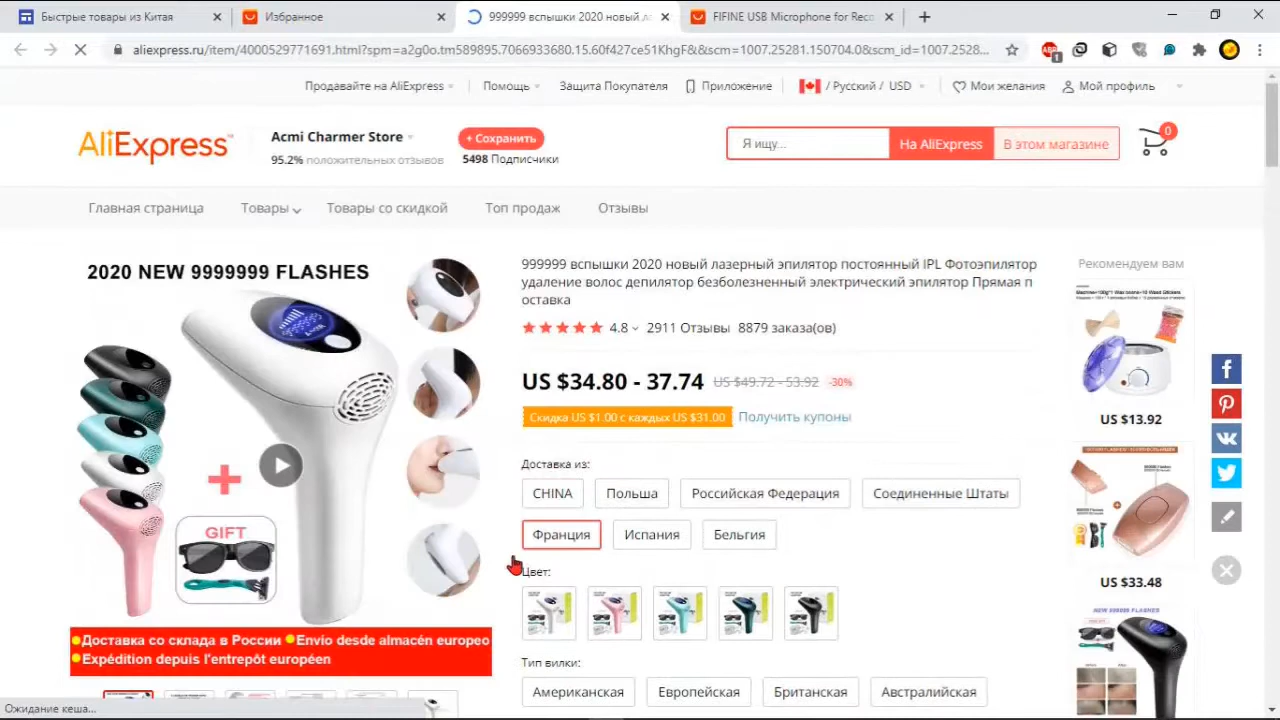 Быстрые товары из Китая
Избранное
999999 вспышки 2020 новый ла
FIFINE USB Microphone for Reco
aliexpress.ru/item/4000529771691.html?spm=a2g0o.tm589895.7066933680.15.60f427ce51KhgF&&scm=1007.25281.150704.0&scm_id=1007.2528...
ABP
1
Продавайте на AliExpress
Помощь
Защита Покупателя
Приложение
/ Русский / USD
Мои желания
Мой профиль
AliExpress
Acmi Charmer Store
+ Сохранить
95.2% положительных отзывов
5498 Подписчики
Я ищу...
На AliExpress
В этом магазине
0
Главная страница
Товары
Товары со скидкой
Топ продаж
Отзывы
2020 NEW 9999999 FLASHES
GIFT
•Доставка со склада в России •Envío desde almacén europeo
•Expédition depuis l'entrepôt européen
999999 вспышки 2020 новый лазерный эпилятор постоянный IPL Фотоэпилятор
удаление волос депилятор безболезненный электрический эпилятор Прямая п
оставка
4.8
2911 Отзывы
8879 заказа(ов)
US $34.80 - 37.74
US $49.72 - 53.92
-30%
Скидка US $1.00 с каждых US $31.00
Получить купоны
Доставка из:
CHINA
Польша
Российская Федерация
Соединенные Штаты
Франция
Испания
Бельгия
Цвет:
Тип вилки:
Американская
Европейская
Британская
Австралийская
Рекомендуем вам
US $13.92
US $33.48
NEW 999999 FLASHES
Ожидание кеша...